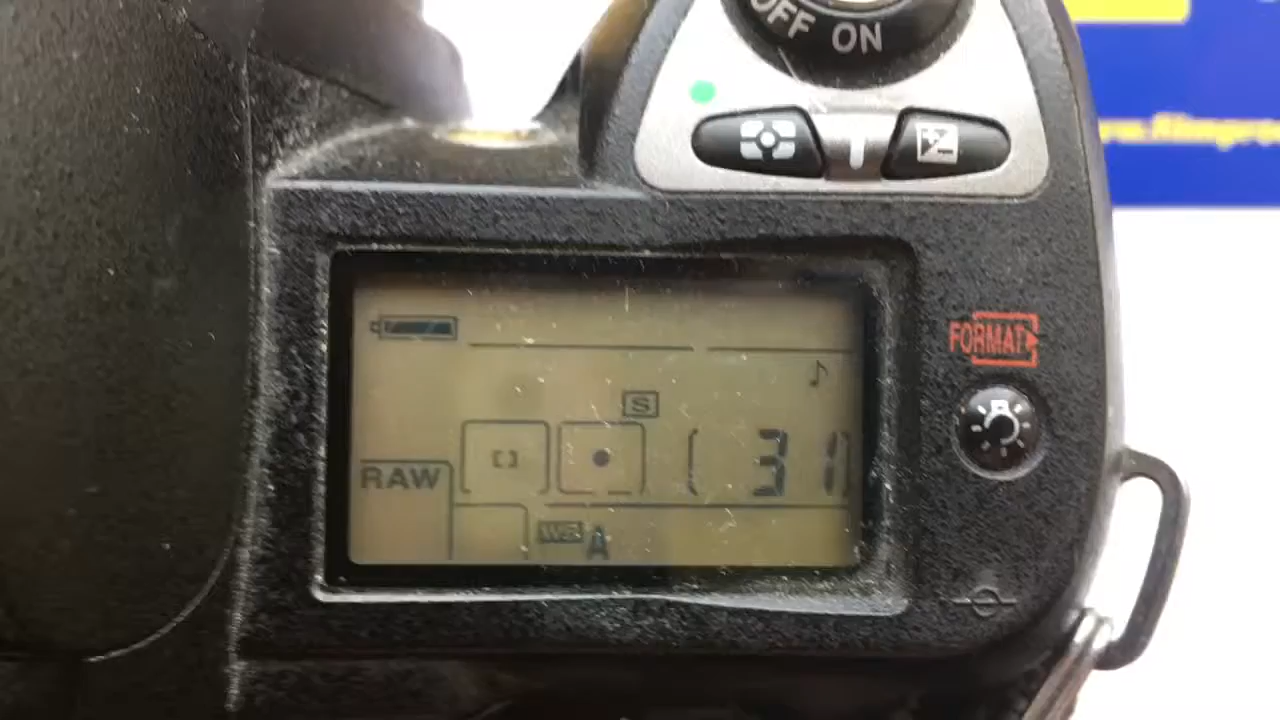 OFF ON
FORMAT
S
RAW
( 31)
WB A